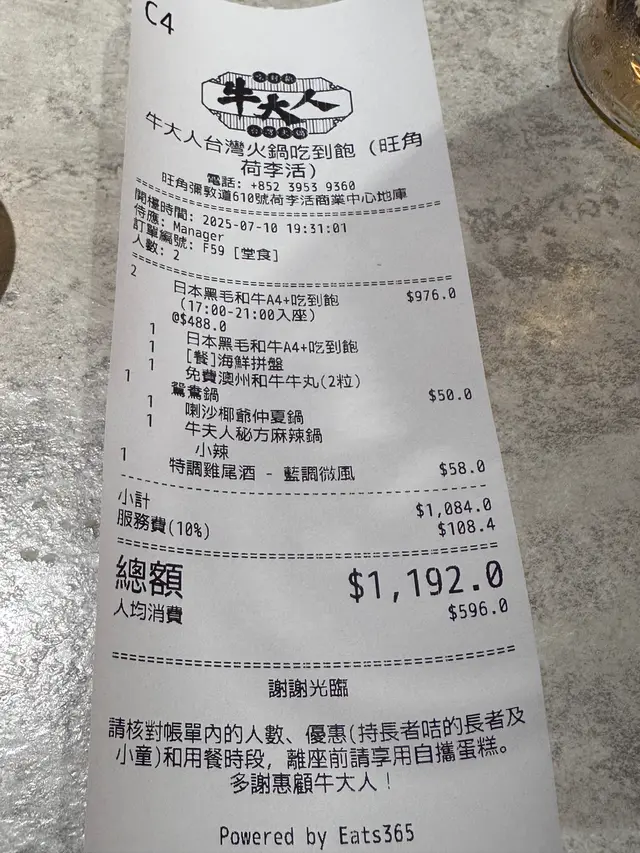 C4
吃到飽
牛大人
台灣火鍋
牛大人台灣火鍋吃到飽 (旺角
荷李活)
電話: +852 3953 9360
旺角彌敦道610號荷李活商業中心地庫
開檯時間: 2025-07-10 19:31:01
侍應: Manager
訂單編號: F59 [堂食]
人數: 2
2 日本黑毛和牛A4+吃到飽 $976.0
(17:00-21:00入座)
@$488.0
1 日本黑毛和牛A4+吃到飽
1 [餐]海鮮拼盤
1 免費澳州和牛牛丸(2粒)
1 鴛鴦鍋 $50.0
1 喇沙椰爺仲夏鍋
1 牛夫人秘方麻辣鍋
小辣
1 特調雞尾酒 - 藍調微風 $58.0
小計 $1,084.0
服務費(10%) $108.4
總額 $1,192.0
人均消費 $596.0
謝謝光臨
請核對帳單內的人數、優惠(持長者咭的長者及
小童)和用餐時段, 離座前請享用自攜蛋糕。
多謝惠顧牛大人!
Powered by Eats365